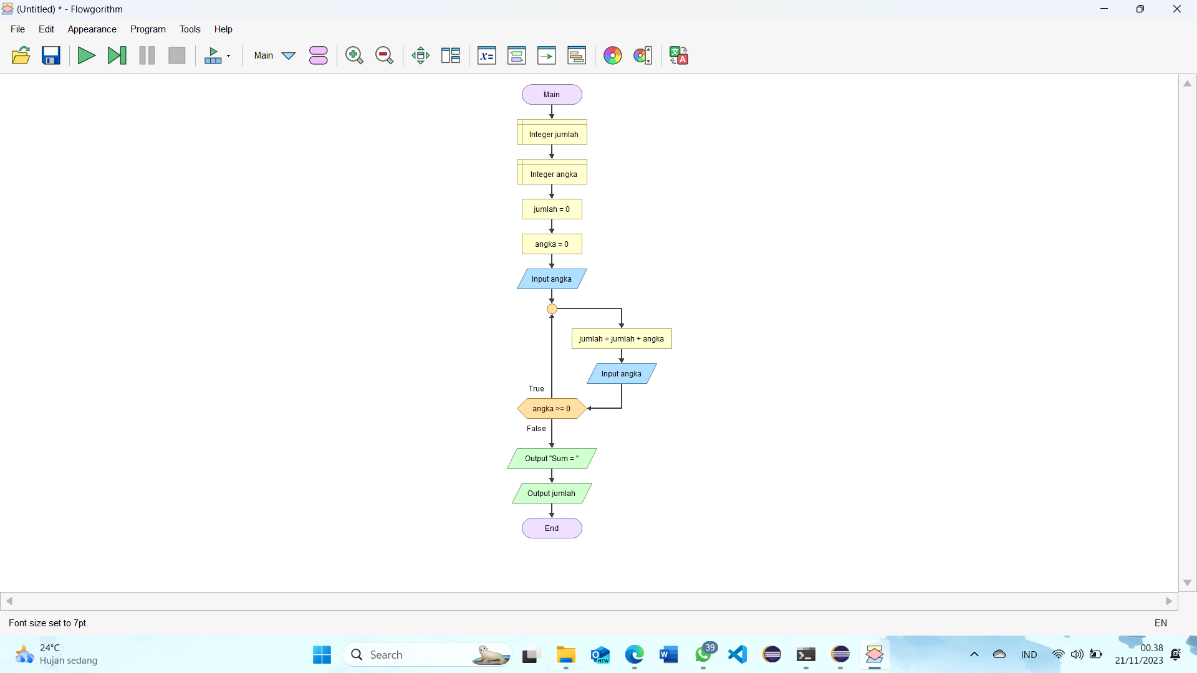 (Untitled) * - Flowgorithm
File Edit Appearance Program Tools Help
Main
x=
文 A
Main
Integer jumlah
Integer angka
jumlah = 0
angka = 0
Input angka
jumlah = jumlah + angka
Input angka
True
angka >= 0
False
Output "Sum = "
Output jumlah
End
Font size set to 7pt.
EN
24°C
Hujan sedang
Search
NEW
W
39
IND
00.38
21/11/2023